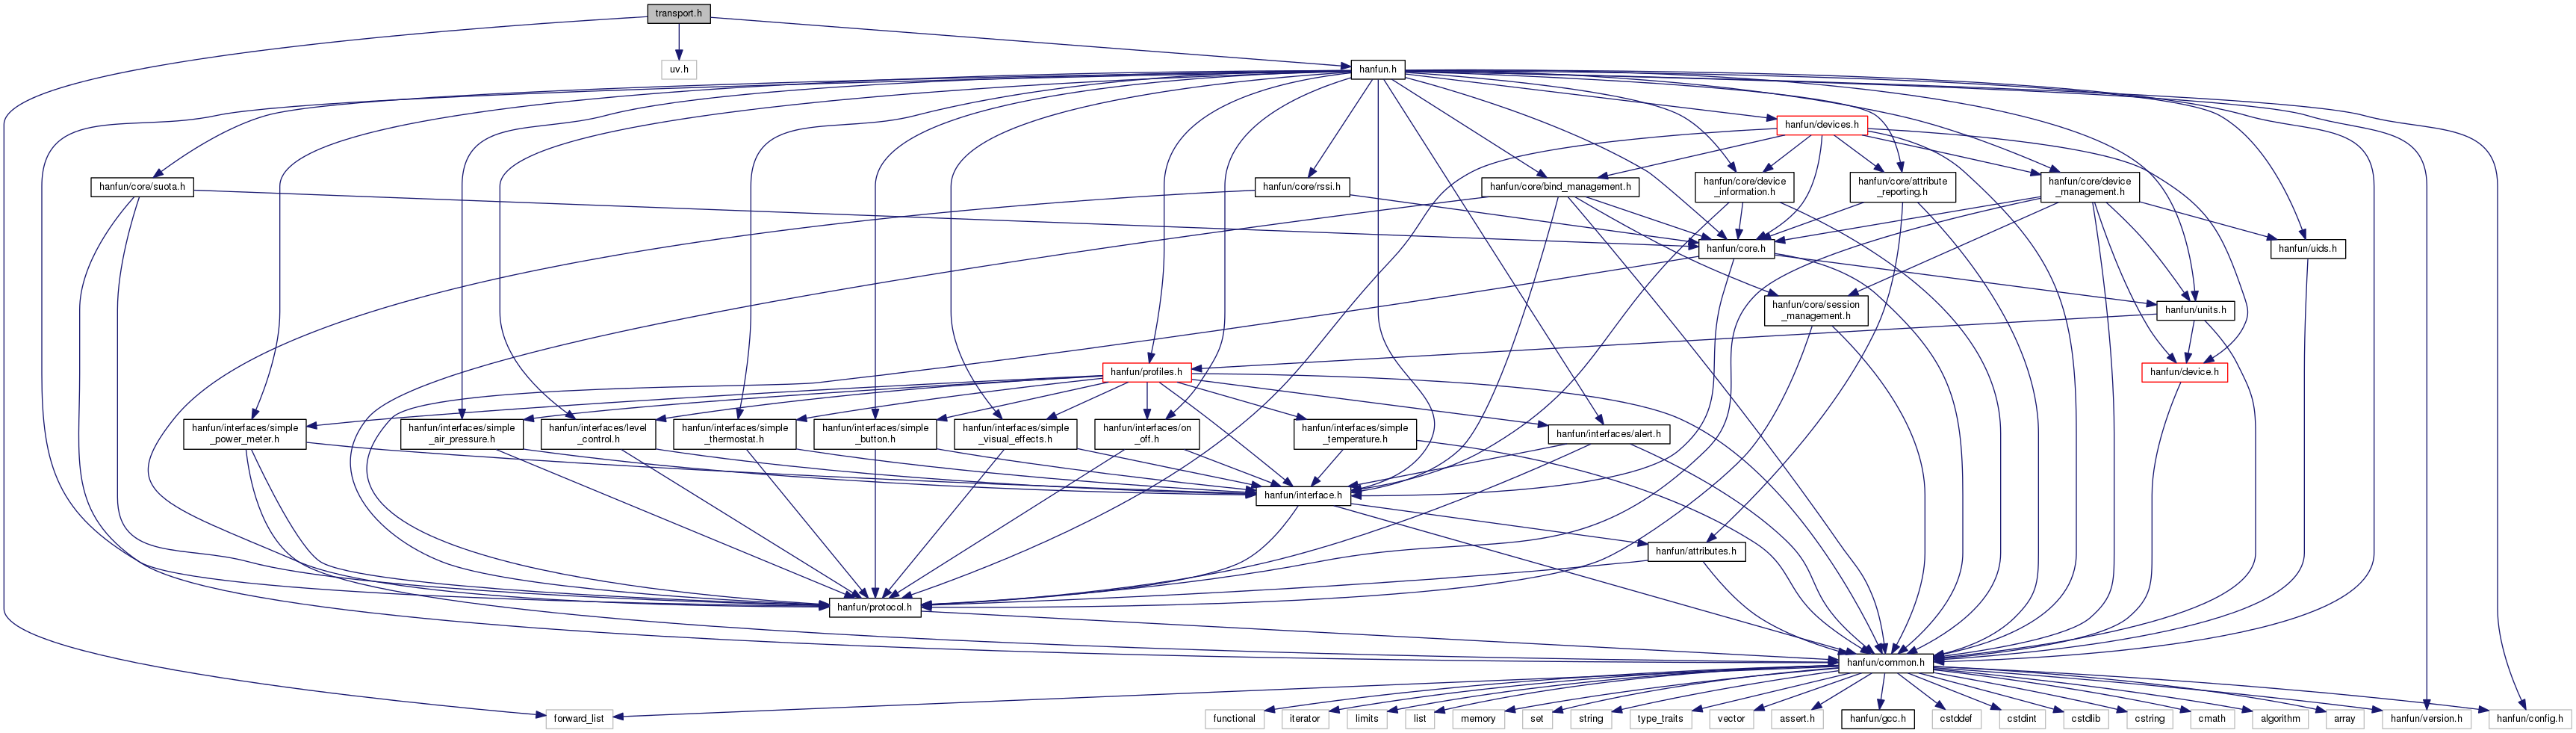 transport.h
uv.h
hanfun.h
hanfun/devices.h
hanfun/core/suota.h
hanfun/core/rssi.h
hanfun/core/bind_management.h
hanfun/core/device
_information.h
hanfun/core/attribute
_reporting.h
hanfun/core/device
_management.h
hanfun/core.h
hanfun/uids.h
hanfun/core/session
_management.h
hanfun/units.h
hanfun/profiles.h
hanfun/device.h
hanfun/interfaces/simple
_power_meter.h
hanfun/interfaces/simple
_air_pressure.h
hanfun/interfaces/level
_control.h
hanfun/interfaces/simple
_thermostat.h
hanfun/interfaces/simple
_button.h
hanfun/interfaces/simple
_visual_effects.h
hanfun/interfaces/on
_off.h
hanfun/interfaces/simple
_temperature.h
hanfun/interfaces/alert.h
hanfun/interface.h
hanfun/attributes.h
hanfun/protocol.h
hanfun/common.h
forward_list
functional
iterator
limits
list
memory
set
string
type_traits
vector
assert.h
hanfun/gcc.h
cstddef
cstdint
cstdlib
cstring
cmath
algorithm
array
hanfun/version.h
hanfun/config.h